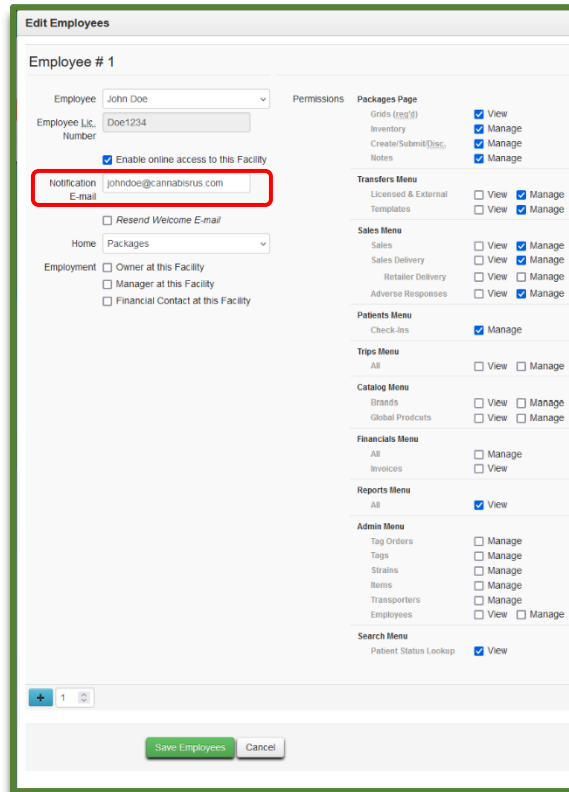 Edit Employees
Employee # 1
Employee John Doe
Employee Lic. Number Doe1234
Enable online access to this Facility
Notification E-mail johndoe@cannabisrus.com
Resend Welcome E-mail
Home Packages
Employment Owner at this Facility
Manager at this Facility
Financial Contact at this Facility
Permissions Packages Page
Grids (req'd) View
Inventory Manage
Create/Submit/Disc. Manage
Notes Manage
Transfers Menu
Licensed & External View Manage
Templates View Manage
Sales Menu
Sales View Manage
Sales Delivery View Manage
Retailer Delivery View Manage
Adverse Responses View Manage
Patients Menu
Check-Ins Manage
Trips Menu
All View Manage
Catalog Menu
Brands View Manage
Global Prodcuts View Manage
Financials Menu
All Manage
Invoices View
Reports Menu
All View
Admin Menu
Tag Orders Manage
Tags Manage
Strains Manage
Items Manage
Transporters Manage
Employees View Manage
Search Menu
Patient Status Lookup View
+ 1
Save Employees Cancel